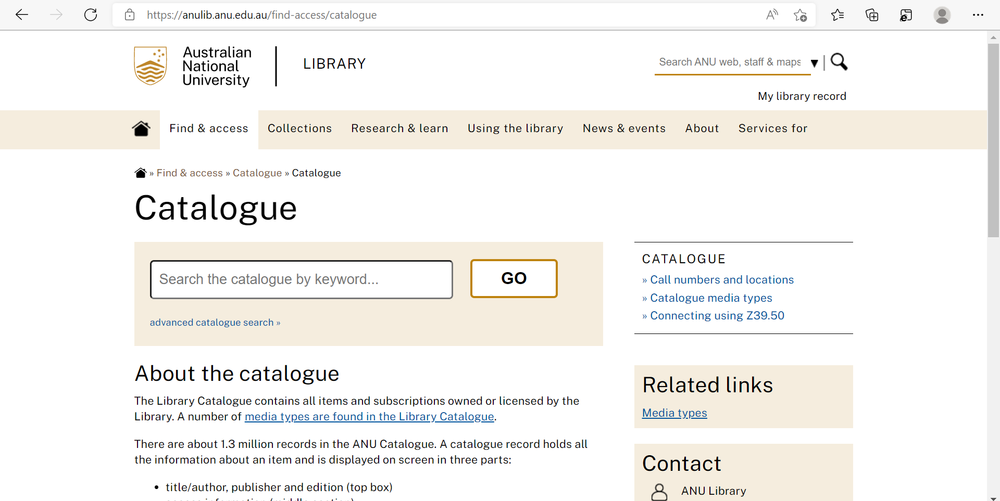 https://anulib.anu.edu.au/find-access/catalogue
Australian
National
University
LIBRARY
Search ANU web, staff & maps
My library record
Find & access
Collections
Research & learn
Using the library
News & events
About
Services for
» Find & access » Catalogue » Catalogue
Catalogue
Search the catalogue by keyword...
GO
advanced catalogue search »
CATALOGUE
» Call numbers and locations
» Catalogue media types
» Connecting using Z39.50
About the catalogue
The Library Catalogue contains all items and subscriptions owned or licensed by the
Library. A number of media types are found in the Library Catalogue.
There are about 1.3 million records in the ANU Catalogue. A catalogue record holds all
the information about an item and is displayed on screen in three parts:
• title/author, publisher and edition (top box)
Related links
Media types
Contact
ANU Library